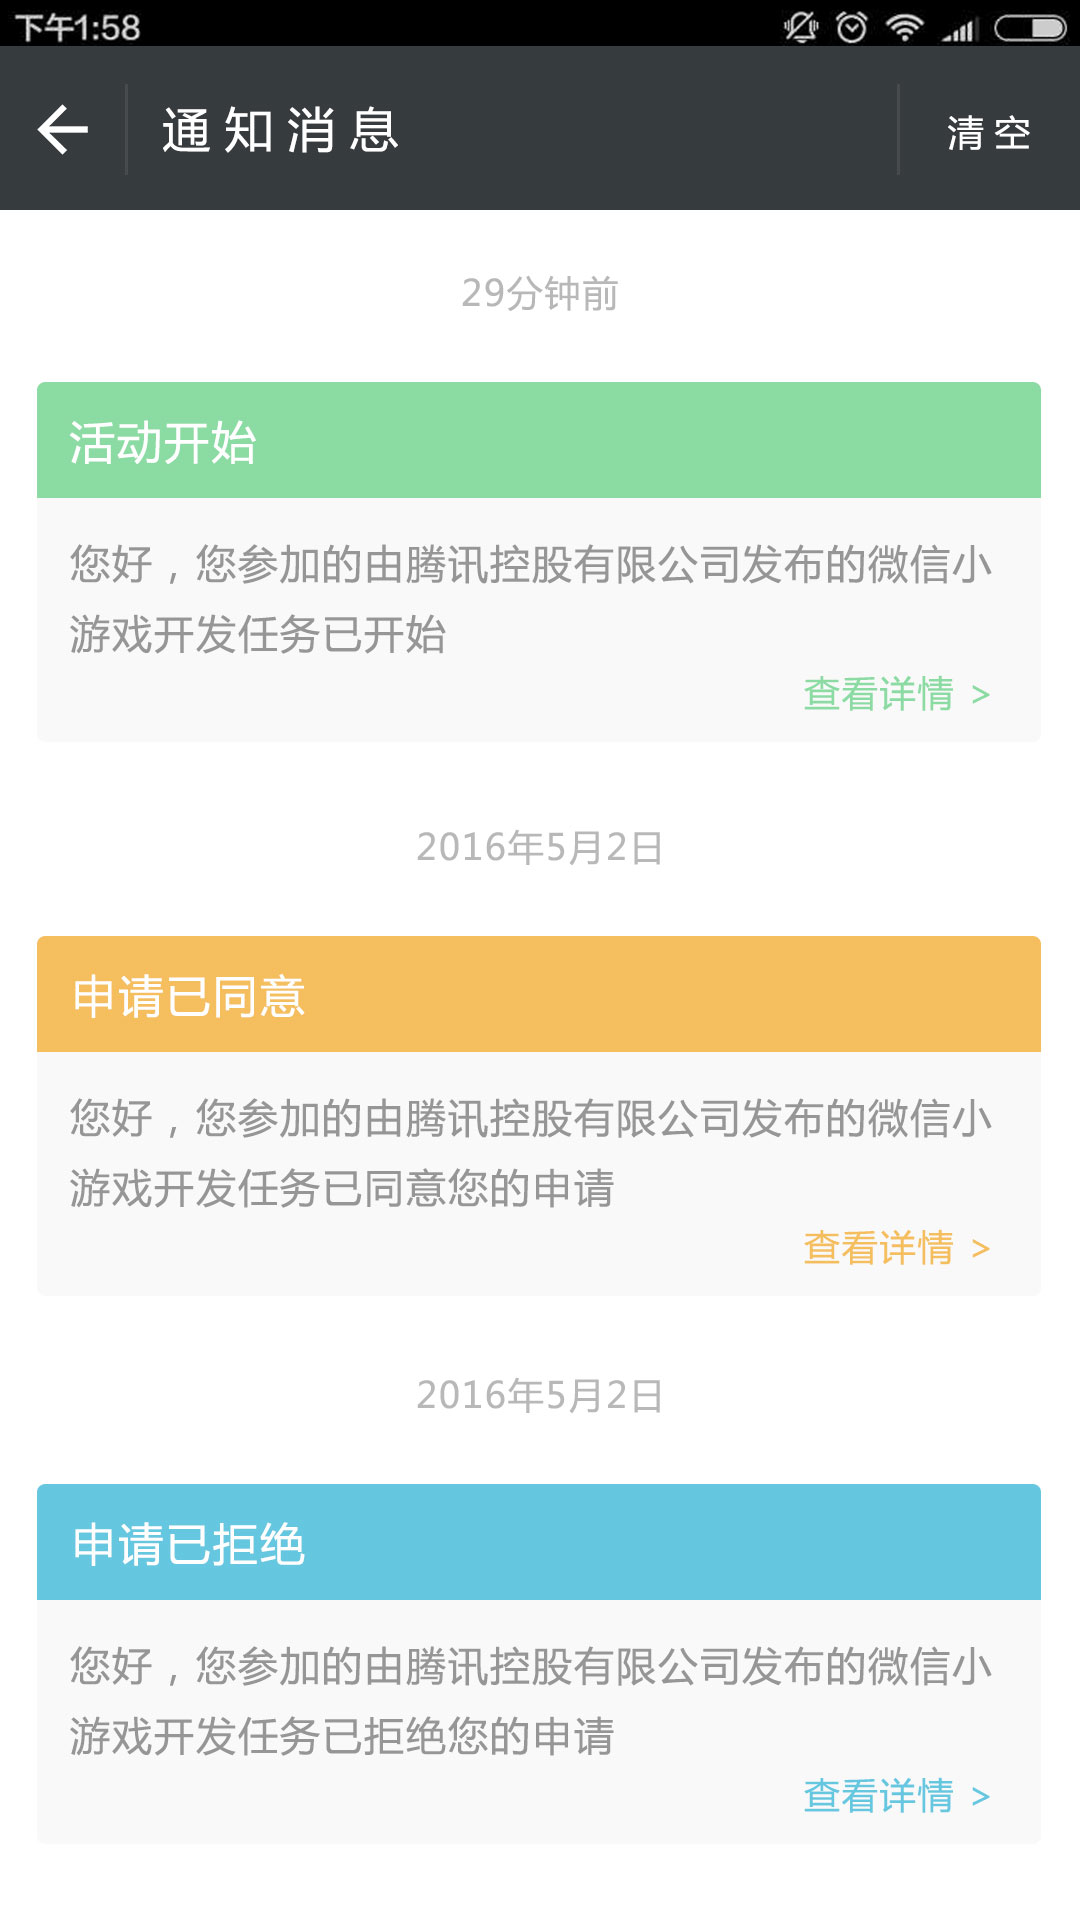 下午1:58
通知消息
清空
29分钟前
活动开始
您好，您参加的由腾讯控股有限公司发布的微信小
游戏开发任务已开始
查看详情 >
2016年5月2日
申请已同意
您好，您参加的由腾讯控股有限公司发布的微信小
游戏开发任务已同意您的申请
查看详情 >
2016年5月2日
申请已拒绝
您好，您参加的由腾讯控股有限公司发布的微信小
游戏开发任务已拒绝您的申请
查看详情 >